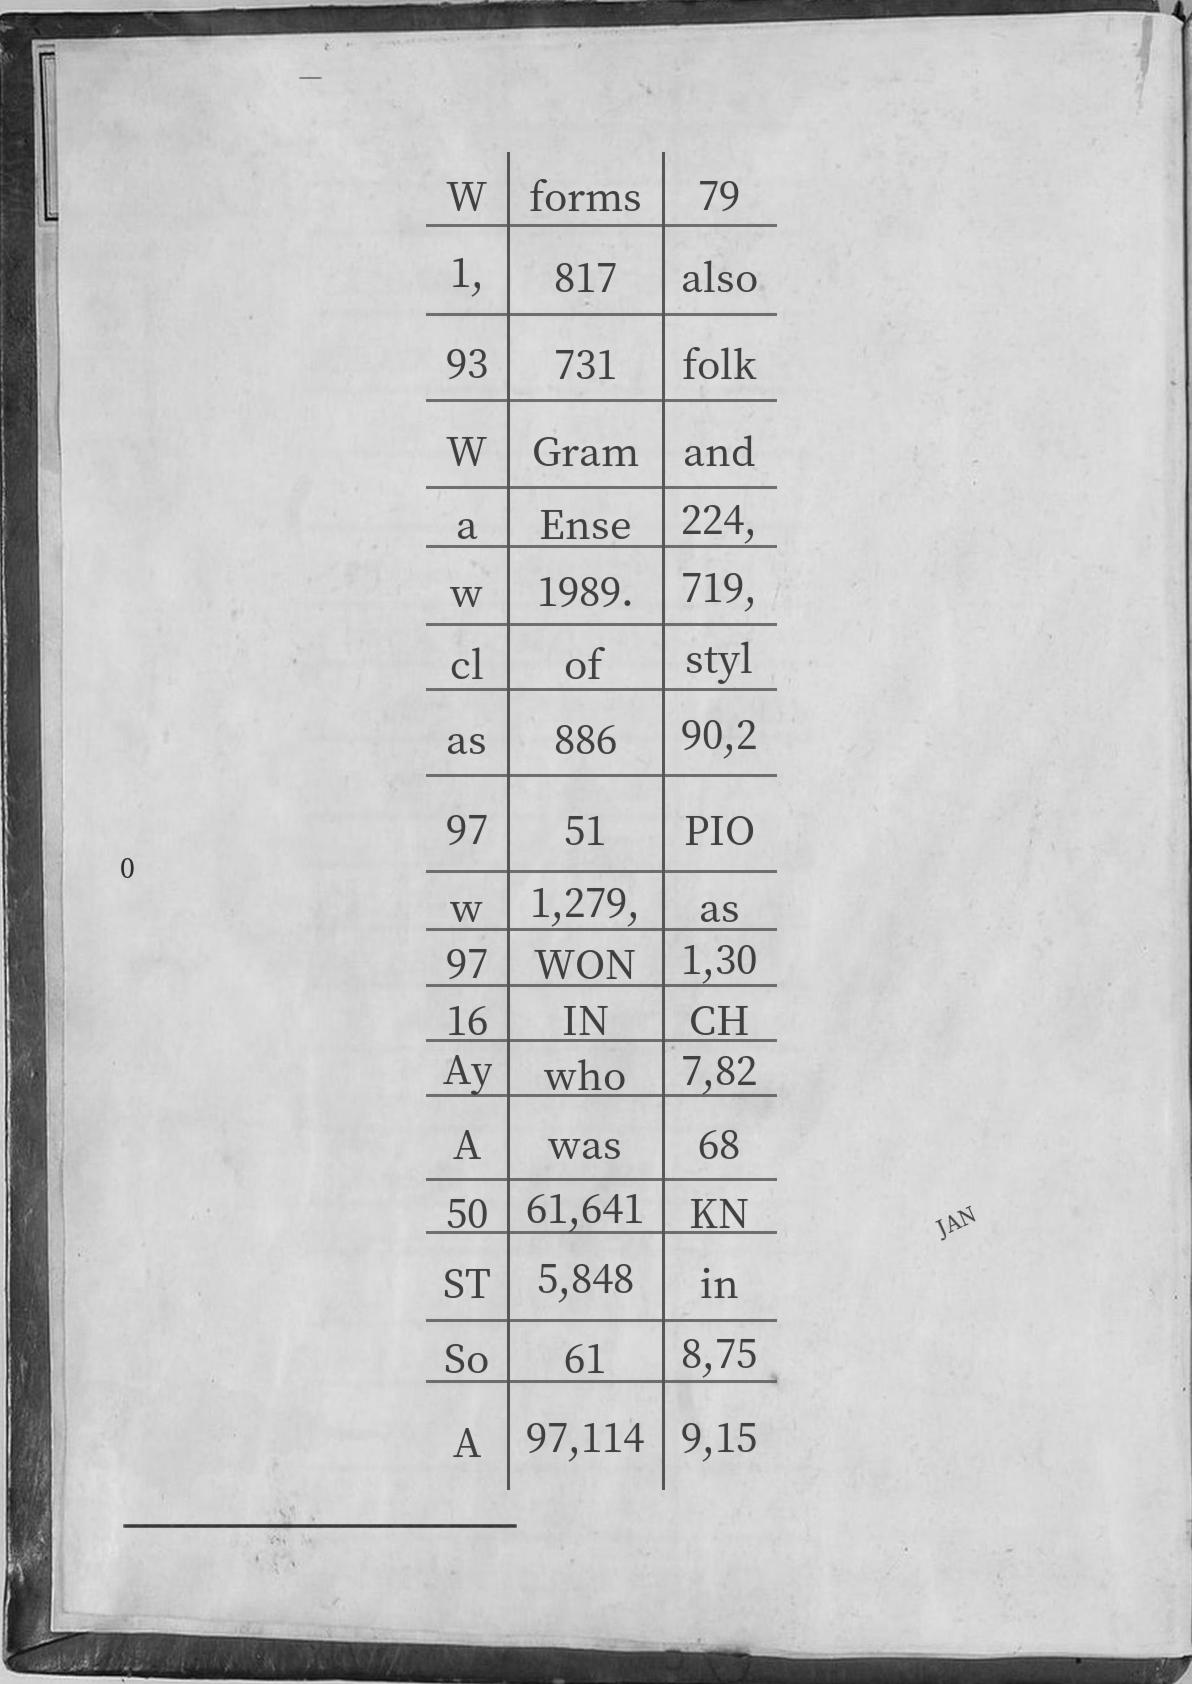 W forms 79
1, 817 also
93 731 folk
W Gram and
a Ense 224,
w 1989. 719,
cl of styl
as 886 90,2
97 51 PIO
0
w 1,279, as
97 WON 1,30
16 IN CH
Ay who 7,82
A was 68
50 61,641 KN
JAN
ST 5,848 in
So 61 8,75
A 97,114 9,15